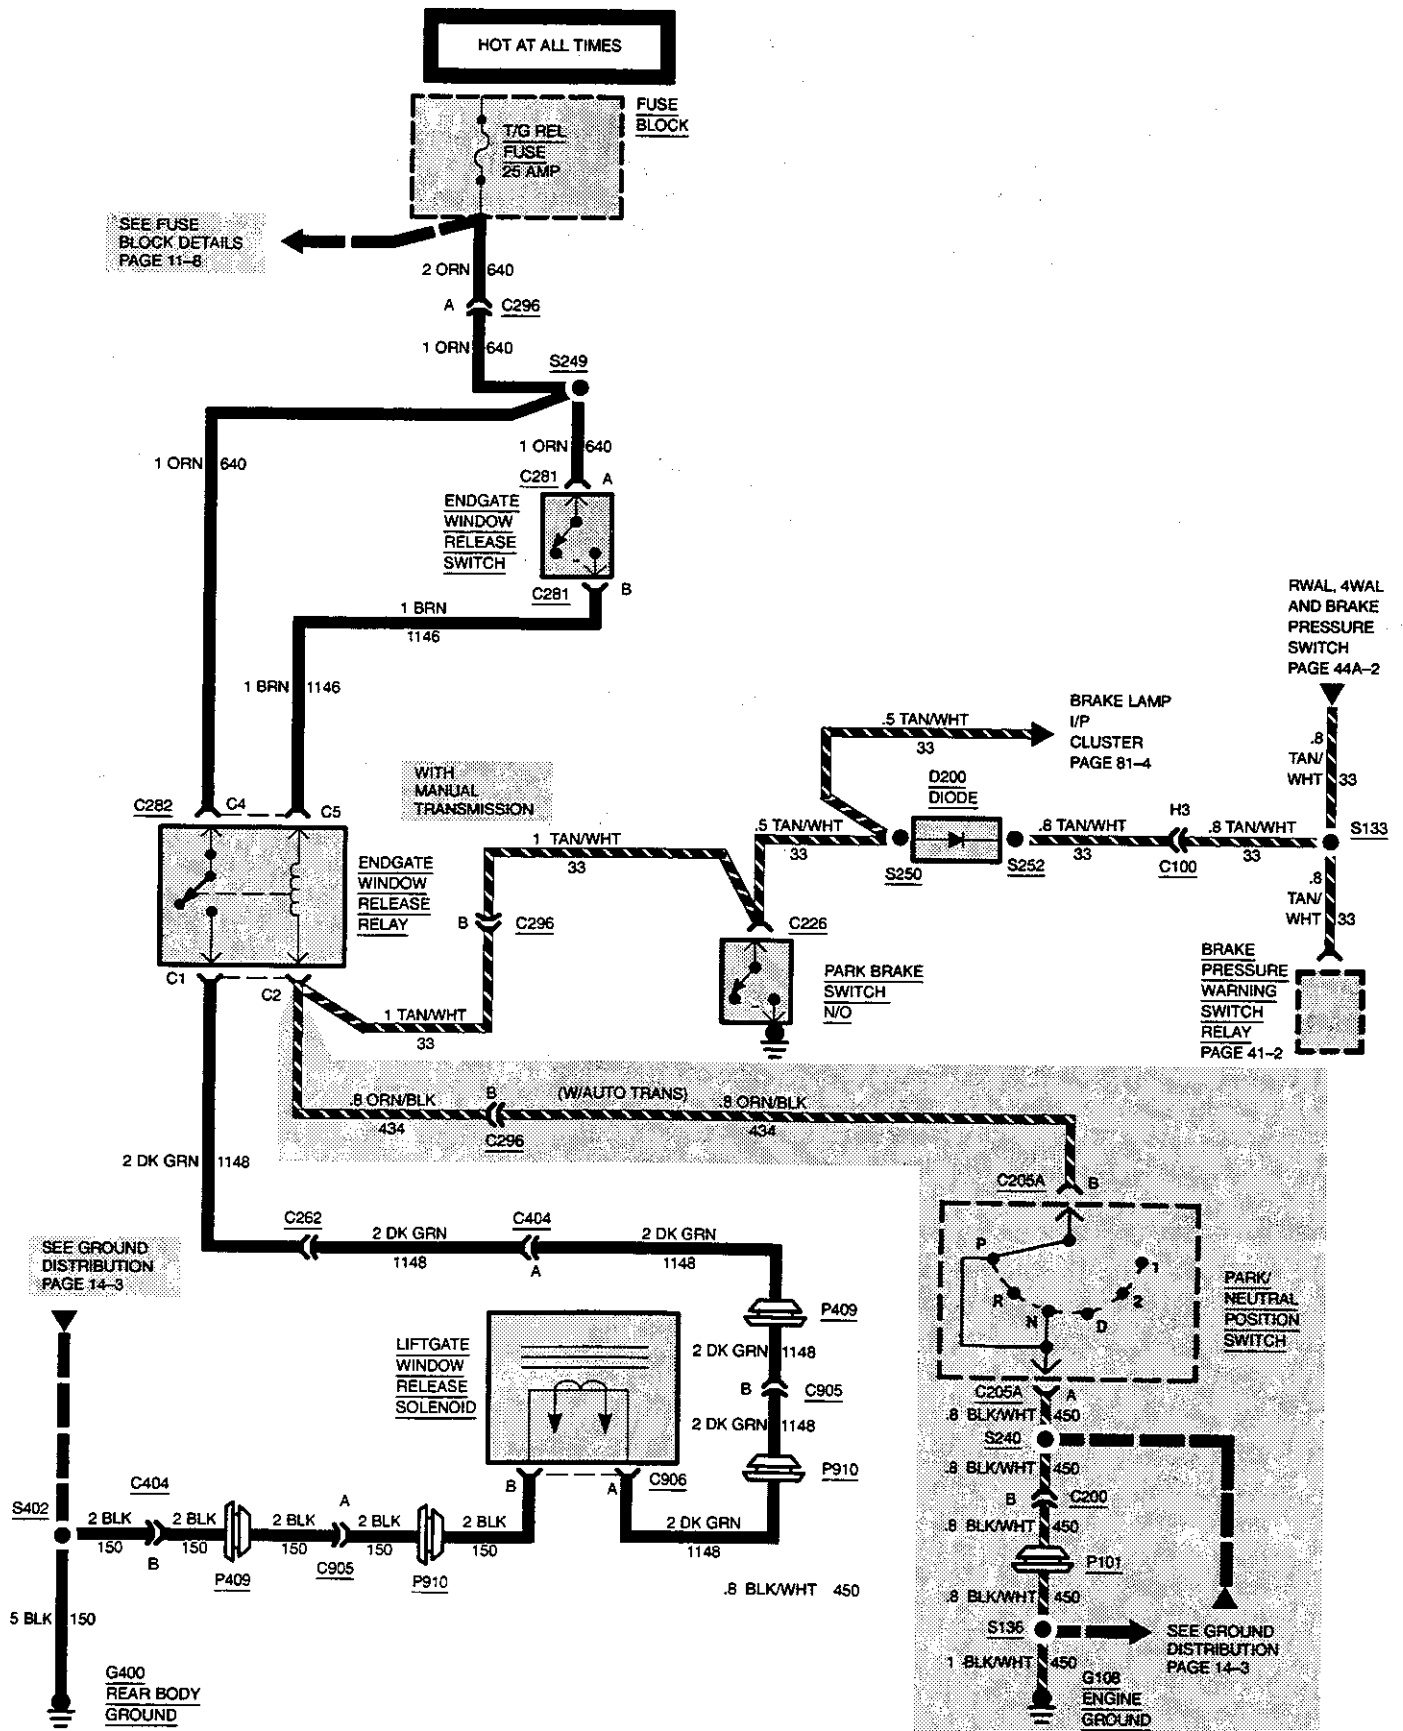 HOT AT ALL TIMES
FUSE
BLOCK
T/G REL
FUSE
25 AMP
SEE FUSE
BLOCK DETAILS
PAGE 11–8
2 ORN 640
A C296
1 ORN 640
S249
1 ORN 640
1 ORN 640
C281 A
ENDGATE
WINDOW
RELEASE
SWITCH
C281 B
1 BRN
1146
1 BRN 1146
RWAL, 4WAL
AND BRAKE
PRESSURE
SWITCH
PAGE 44A–2
BRAKE LAMP
I/P
CLUSTER
PAGE 81–4
.5 TAN/WHT
33
.8
TAN/
WHT 33
WITH
MANUAL
TRANSMISSION
D200
DIODE
C282 C4 C5
1 TAN/WHT
33
.5 TAN/WHT
33
S250
S252
.8 TAN/WHT
33
H3
C100
.8 TAN/WHT
33
S133
ENDGATE
WINDOW
RELEASE
RELAY
B C296
C226
.8
TAN/
WHT 33
PARK BRAKE
SWITCH
N/O
BRAKE
PRESSURE
WARNING
SWITCH
RELAY
PAGE 41–2
C1 C2
1 TAN/WHT
33
.8 ORN/BLK
434
B
C296
(W/AUTO TRANS)
.8 ORN/BLK
434
2 DK GRN 1148
C205A B
C262
2 DK GRN
1148
C404
A
2 DK GRN
1148
SEE GROUND
DISTRIBUTION
PAGE 14–3
P
R
N
D
2
1
PARK/
NEUTRAL
POSITION
SWITCH
P409
LIFTGATE
WINDOW
RELEASE
SOLENOID
2 DK GRN 1148
B C905
2 DK GRN 1148
P910
C205A A
.8 BLK/WHT 450
S240
.8 BLK/WHT 450
B C200
.8 BLK/WHT 450
P101
.8 BLK/WHT 450
B A C906
S402
C404
2 BLK
150
B
2 BLK
150
P409
2 BLK
150
A
C905
2 BLK
150
P910
2 BLK
150
2 DK GRN
1148
.8 BLK/WHT 450
S136
SEE GROUND
DISTRIBUTION
PAGE 14–3
1 BLK/WHT 450
5 BLK 150
G400
REAR BODY
GROUND
G108
ENGINE
GROUND